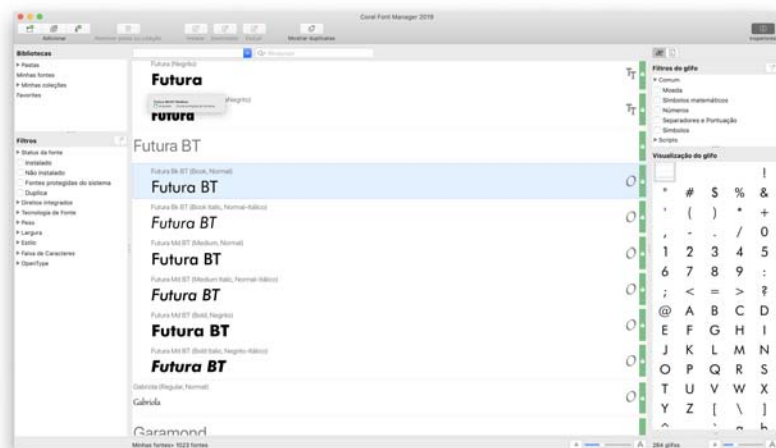 Coral Font Manager 2019
Adicionar
Mostrar duplicatas
Bibliotecas
Pastas
Minhas fontes
Minhas coleções
Favorites
Filtros
Status da fonte
Instalado
Não instalado
Fontes protegidas do sistema
Duplica
Direitos integrados
Tecnologia de Fonte
Peso
Largura
Estilo
Faixa de Caracteres
OpenType
Futura (Negrito)
Futura
Futura
Futura BT
Futura Bk BT (Book, Normal)
Futura BT
Futura Bk BT (Book Italic, Normal-Itálico)
Futura BT
Futura Md BT (Medium, Normal)
Futura BT
Futura Md BT (Medium Italic, Normal-Itálico)
Futura BT
Futura Md BT (Bold, Negrito)
Futura BT
Futura Md BT (Bold Italic, Negrito-Itálico)
Futura BT
Gabriola (Regular, Normal)
Gabriola
Garamond
Minhas fontes: 1023 fontes
Filtros do glifo
Comum
Moeda
Símbolos matemáticos
Números
Separadores e Pontuação
Símbolos
Scripts
Visualização do glifo
!
" # $ % &
' ( ) * +
, - . / 0
1 2 3 4 5
6 7 8 9 :
; < = > ?
@ A B C D
E F G H I
J K L M N
O P Q R S
T U V W X
Y Z [ \ ]
264 glifos